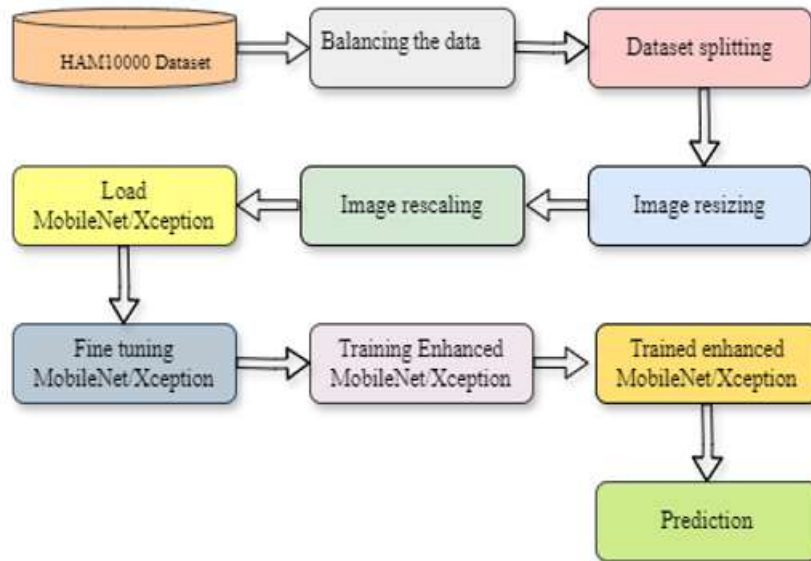 HAM10000 Dataset
Balancing the data
Dataset splitting
Image resizing
Image rescaling
Load
MobileNet/Xception
Fine tuning
MobileNet/Xception
Training Enhanced
MobileNet/Xception
Trained enhanced
MobileNet/Xception
Prediction